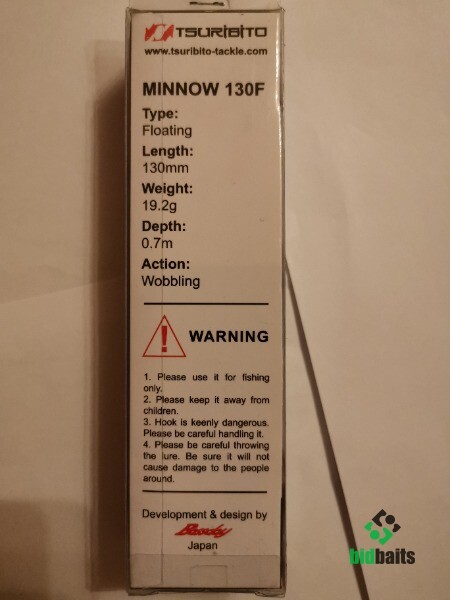 TSURIBITO
www.tsuribito-tackle.com
MINNOW 130F
Type:
Floating
Length:
130mm
Weight:
19.2g
Depth:
0.7m
Action:
Wobbling
WARNING
1. Please use it for fishing
only.
2. Please keep it away from
children.
3. Hook is keenly dangerous.
Please be careful handling it.
4. Please be careful throwing
the lure. Be sure it will not
cause damage to the people
around.
Development & design by
Japan
bidbaits